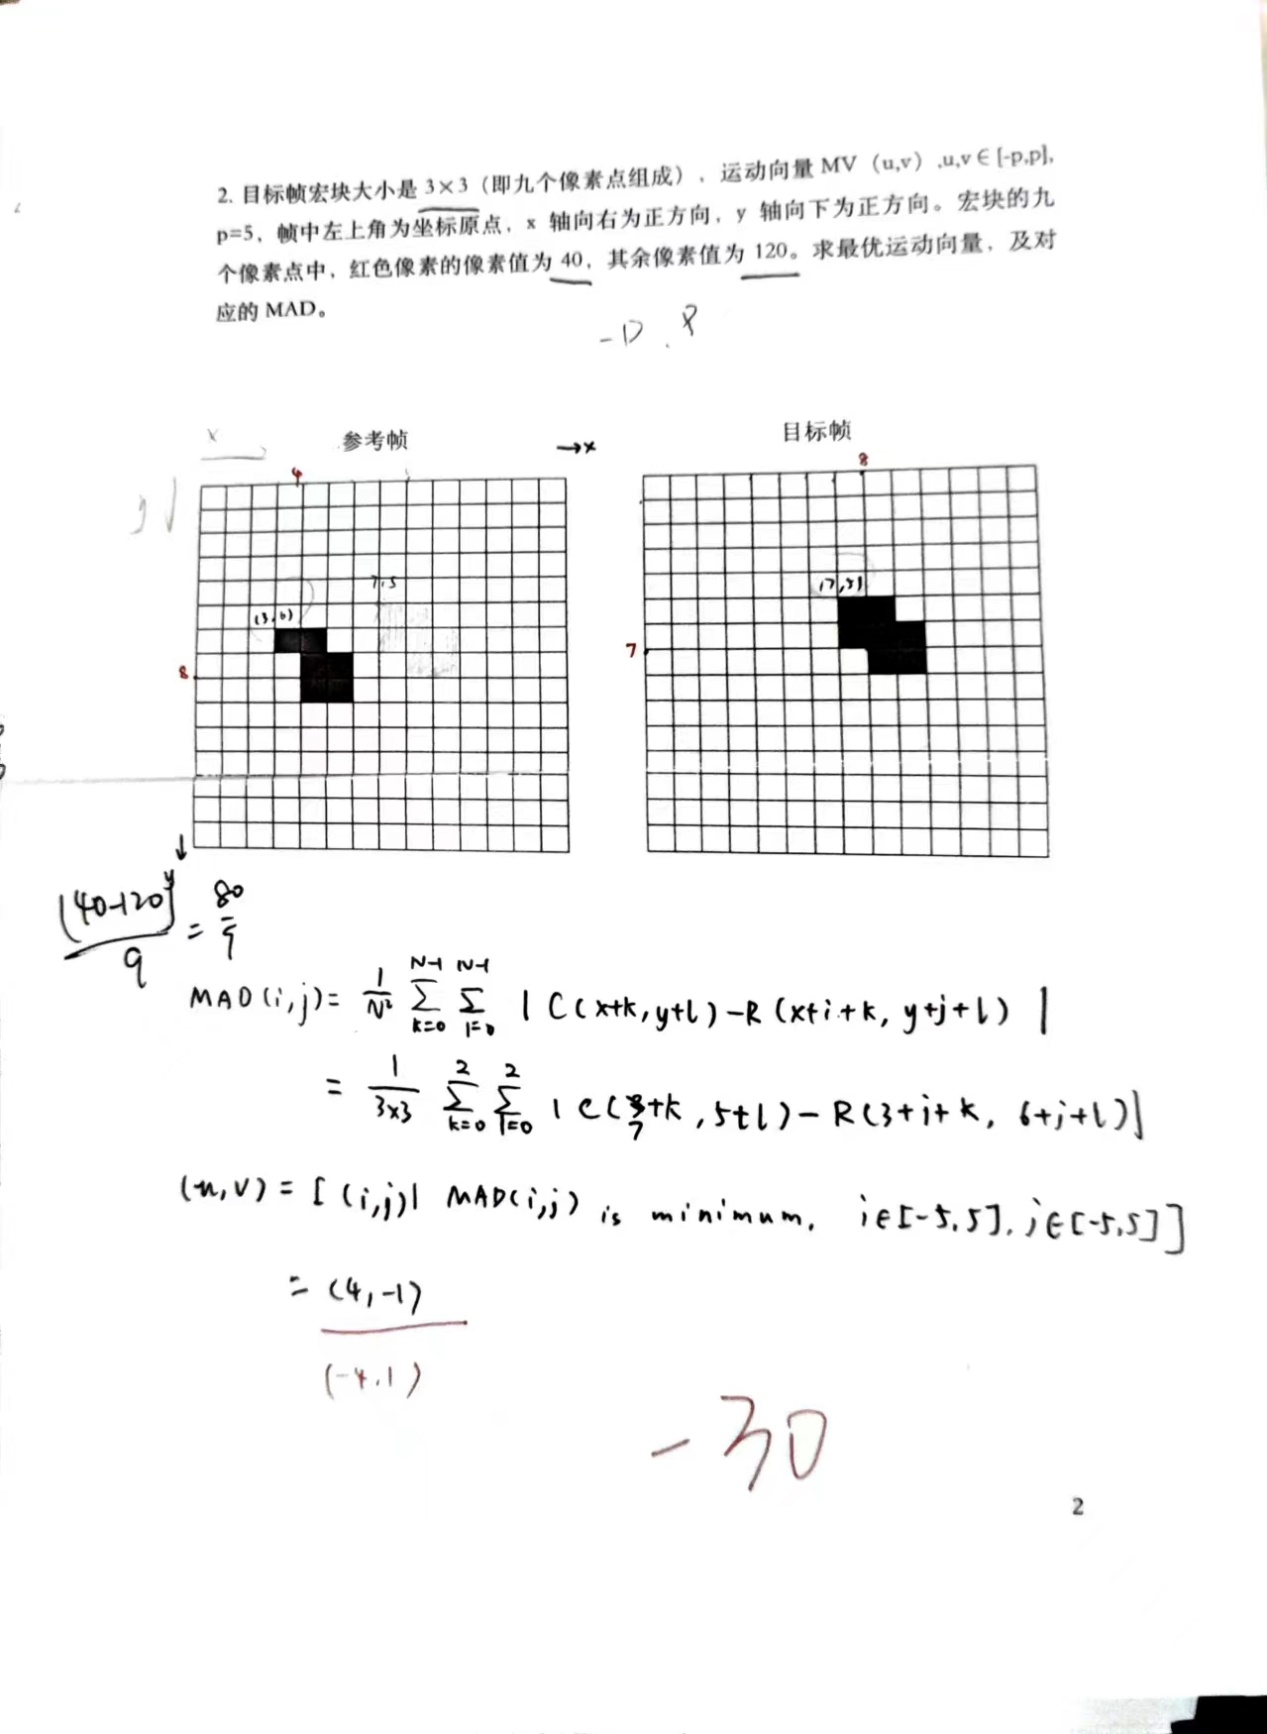 2. 目标帧宏块大小是 3×3（即九个像素点组成），运动向量 MV（u,v）,u,v∈[-p,p],
p=5，帧中左上角为坐标原点，x 轴向右为正方向，y 轴向下为正方向。宏块的九
个像素点中，红色像素的像素值为 40，其余像素值为 120。求最优运动向量，及对
应的 MAD。
-P , P
x
参考帧
→x
目标帧
4
8
y
7,5
(7,5)
(3,6)
7
8
y
(40-120)/9 = 80/9
MAD(i,j)= 1/N² ∑(k=0, N-1) ∑(l=0, N-1) | C(x+k,y+l)-R(x+i+k, y+j+l) |
= 1/3×3 ∑(k=0, 2) ∑(l=0, 2) | C(7+k, 5+l)-R(3+i+k, 6+j+l)|
(u,v) = [(i,j)| MAD(i,j) is minimum, i∈[-5,5], j∈[-5,5]]
= (4,-1)
(-4,1)
-30
2